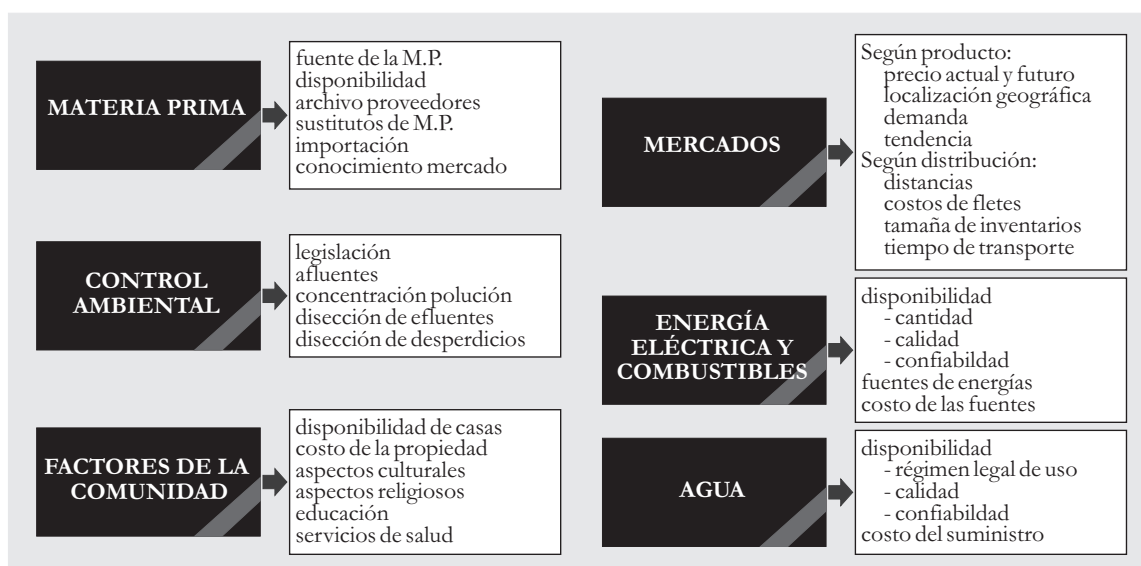 MATERIA PRIMA
fuente de la M.P.
disponibilidad
archivo proveedores
sustitutos de M.P.
importación
conocimiento mercado
CONTROL
AMBIENTAL
legislación
afluentes
concentración polución
disección de efluentes
disección de desperdicios
FACTORES DE LA
COMUNIDAD
disponibilidad de casas
costo de la propiedad
aspectos culturales
aspectos religiosos
educación
servicios de salud
MERCADOS
Según producto:
precio actual y futuro
localización geográfica
demanda
tendencia
Según distribución:
distancias
costos de fletes
tamaña de inventarios
tiempo de transporte
ENERGÍA
ELÉCTRICA Y
COMBUSTIBLES
disponibilidad
- cantidad
- calidad
- confiabildad
fuentes de energías
costo de las fuentes
AGUA
disponibilidad
- régimen legal de uso
- calidad
- confiabildad
costo del suministro